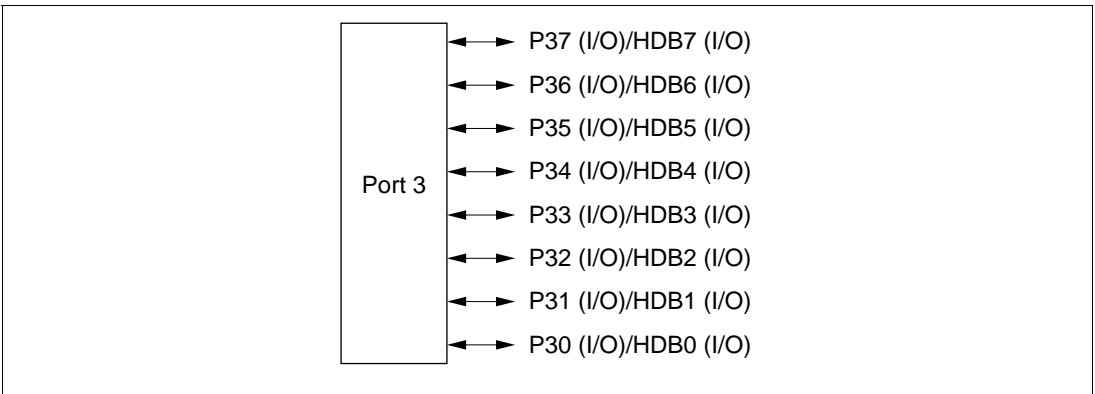 P37 (I/O)/HDB7 (I/O)
P36 (I/O)/HDB6 (I/O)
P35 (I/O)/HDB5 (I/O)
P34 (I/O)/HDB4 (I/O)
Port 3
P33 (I/O)/HDB3 (I/O)
P32 (I/O)/HDB2 (I/O)
P31 (I/O)/HDB1 (I/O)
P30 (I/O)/HDB0 (I/O)